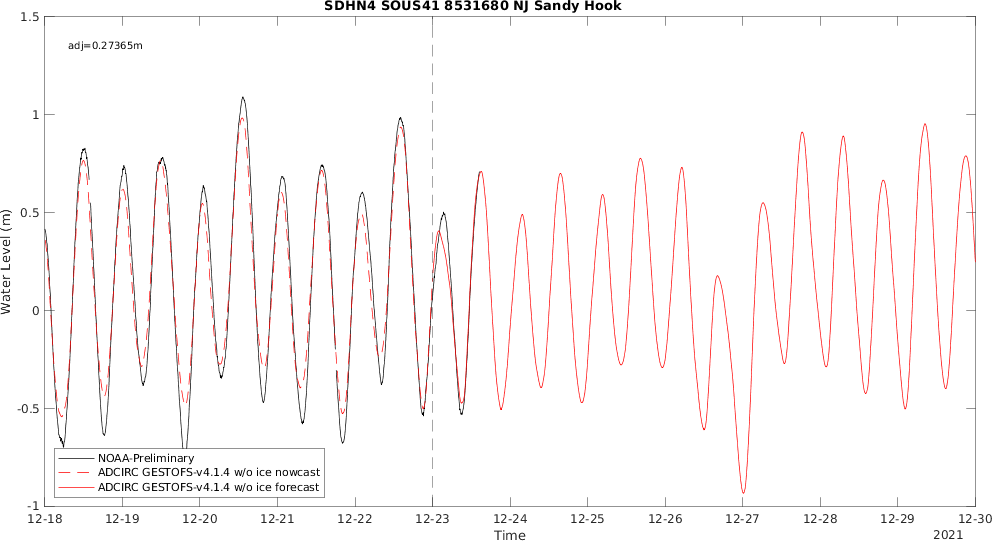 SDHN4 SOUS41 8531680 NJ Sandy Hook
1.5
adj=0.27365m
1
0.5
0
-0.5
-1
Water Level (m)
NOAA-Preliminary
ADCIRC GESTOFS-v4.1.4 w/o ice nowcast
ADCIRC GESTOFS-v4.1.4 w/o ice forecast
12-18 12-19 12-20 12-21 12-22 12-23 12-24 12-25 12-26 12-27 12-28 12-29 12-30
Time
2021